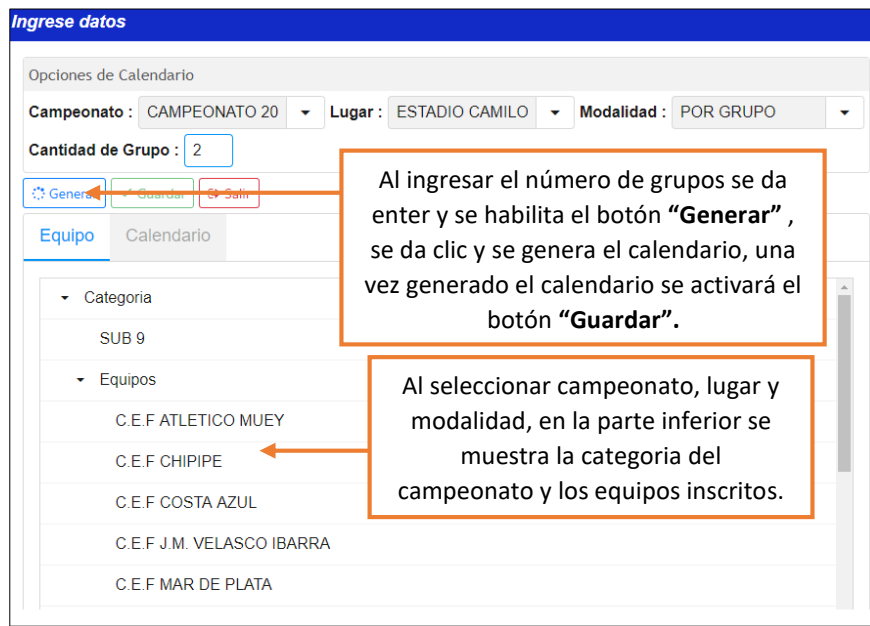 Ingrese datos
Opciones de Calendario
Campeonato : CAMPEONATO 20 Lugar : ESTADIO CAMILO Modalidad : POR GRUPO
Cantidad de Grupo : 2
Generar Guardar Salir
Al ingresar el número de grupos se da
enter y se habilita el botón “Generar” ,
se da clic y se genera el calendario, una
vez generado el calendario se activará el
botón “Guardar”.
Equipo Calendario
Categoria
SUB 9
Equipos
C.E.F ATLETICO MUEY
C.E.F CHIPIPE
C.E.F COSTA AZUL
C.E.F J.M. VELASCO IBARRA
C.E.F MAR DE PLATA
Al seleccionar campeonato, lugar y
modalidad, en la parte inferior se
muestra la categoria del
campeonato y los equipos inscritos.